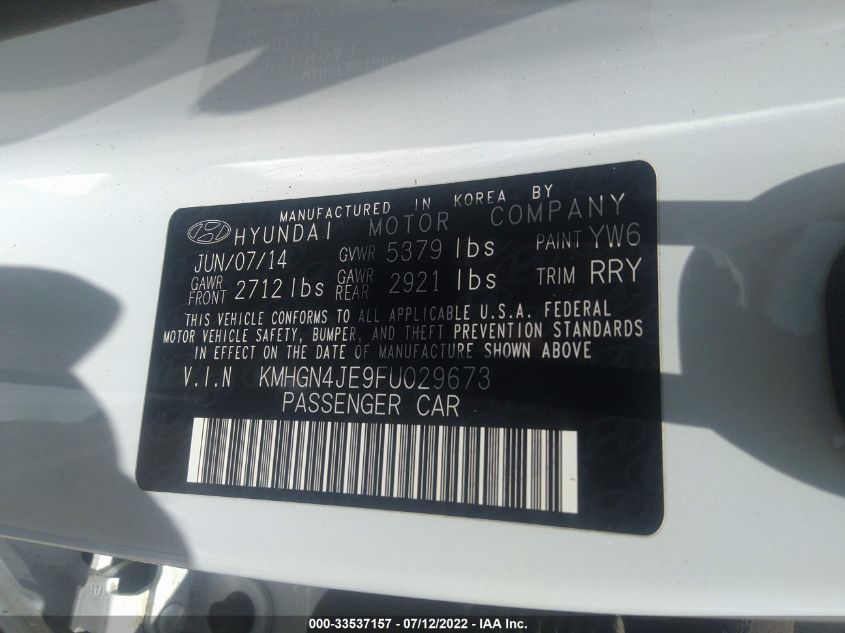 MANUFACTURED IN KOREA BY
HYUNDAI MOTOR COMPANY
JUN/07/14 GVWR 5379 lbs PAINT YW6
GAWR FRONT 2712 lbs GAWR REAR 2921 lbs TRIM RRY
THIS VEHICLE CONFORMS TO ALL APPLICABLE U.S.A. FEDERAL
MOTOR VEHICLE SAFETY, BUMPER, AND THEFT PREVENTION STANDARDS
IN EFFECT ON THE DATE OF MANUFACTURE SHOWN ABOVE
V.I.N KMHGN4JE9FU029673
PASSENGER CAR
000-33537157 - 07/12/2022 - IAA Inc.